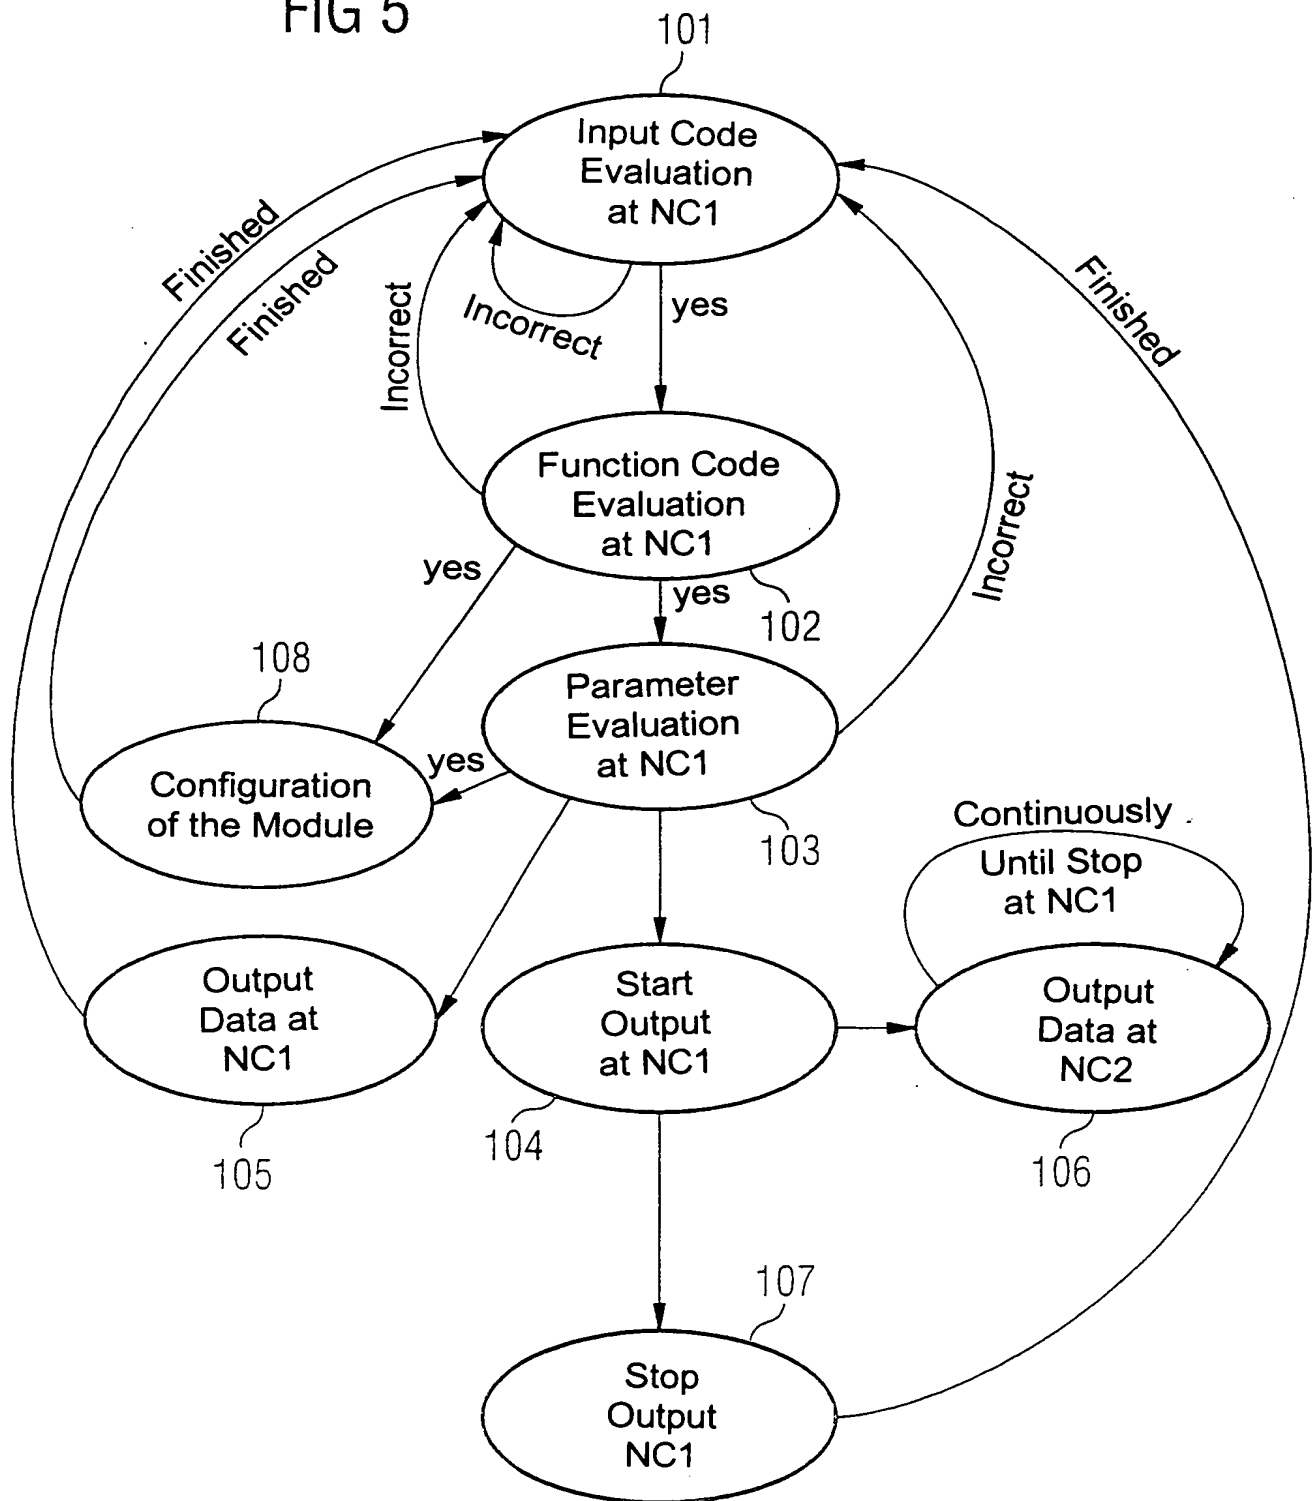 FIG 5
101
Input Code
Evaluation
at NC1
Finished
Finished
Incorrect
Incorrect
yes
Finished
Function Code
Evaluation
at NC1
Incorrect
yes
yes
102
108
Parameter
Evaluation
at NC1
yes
Configuration
of the Module
103
Continuously
Until Stop
at NC1
Output
Data at
NC1
Start
Output
at NC1
Output
Data at
NC2
105
104
106
107
Stop
Output
NC1